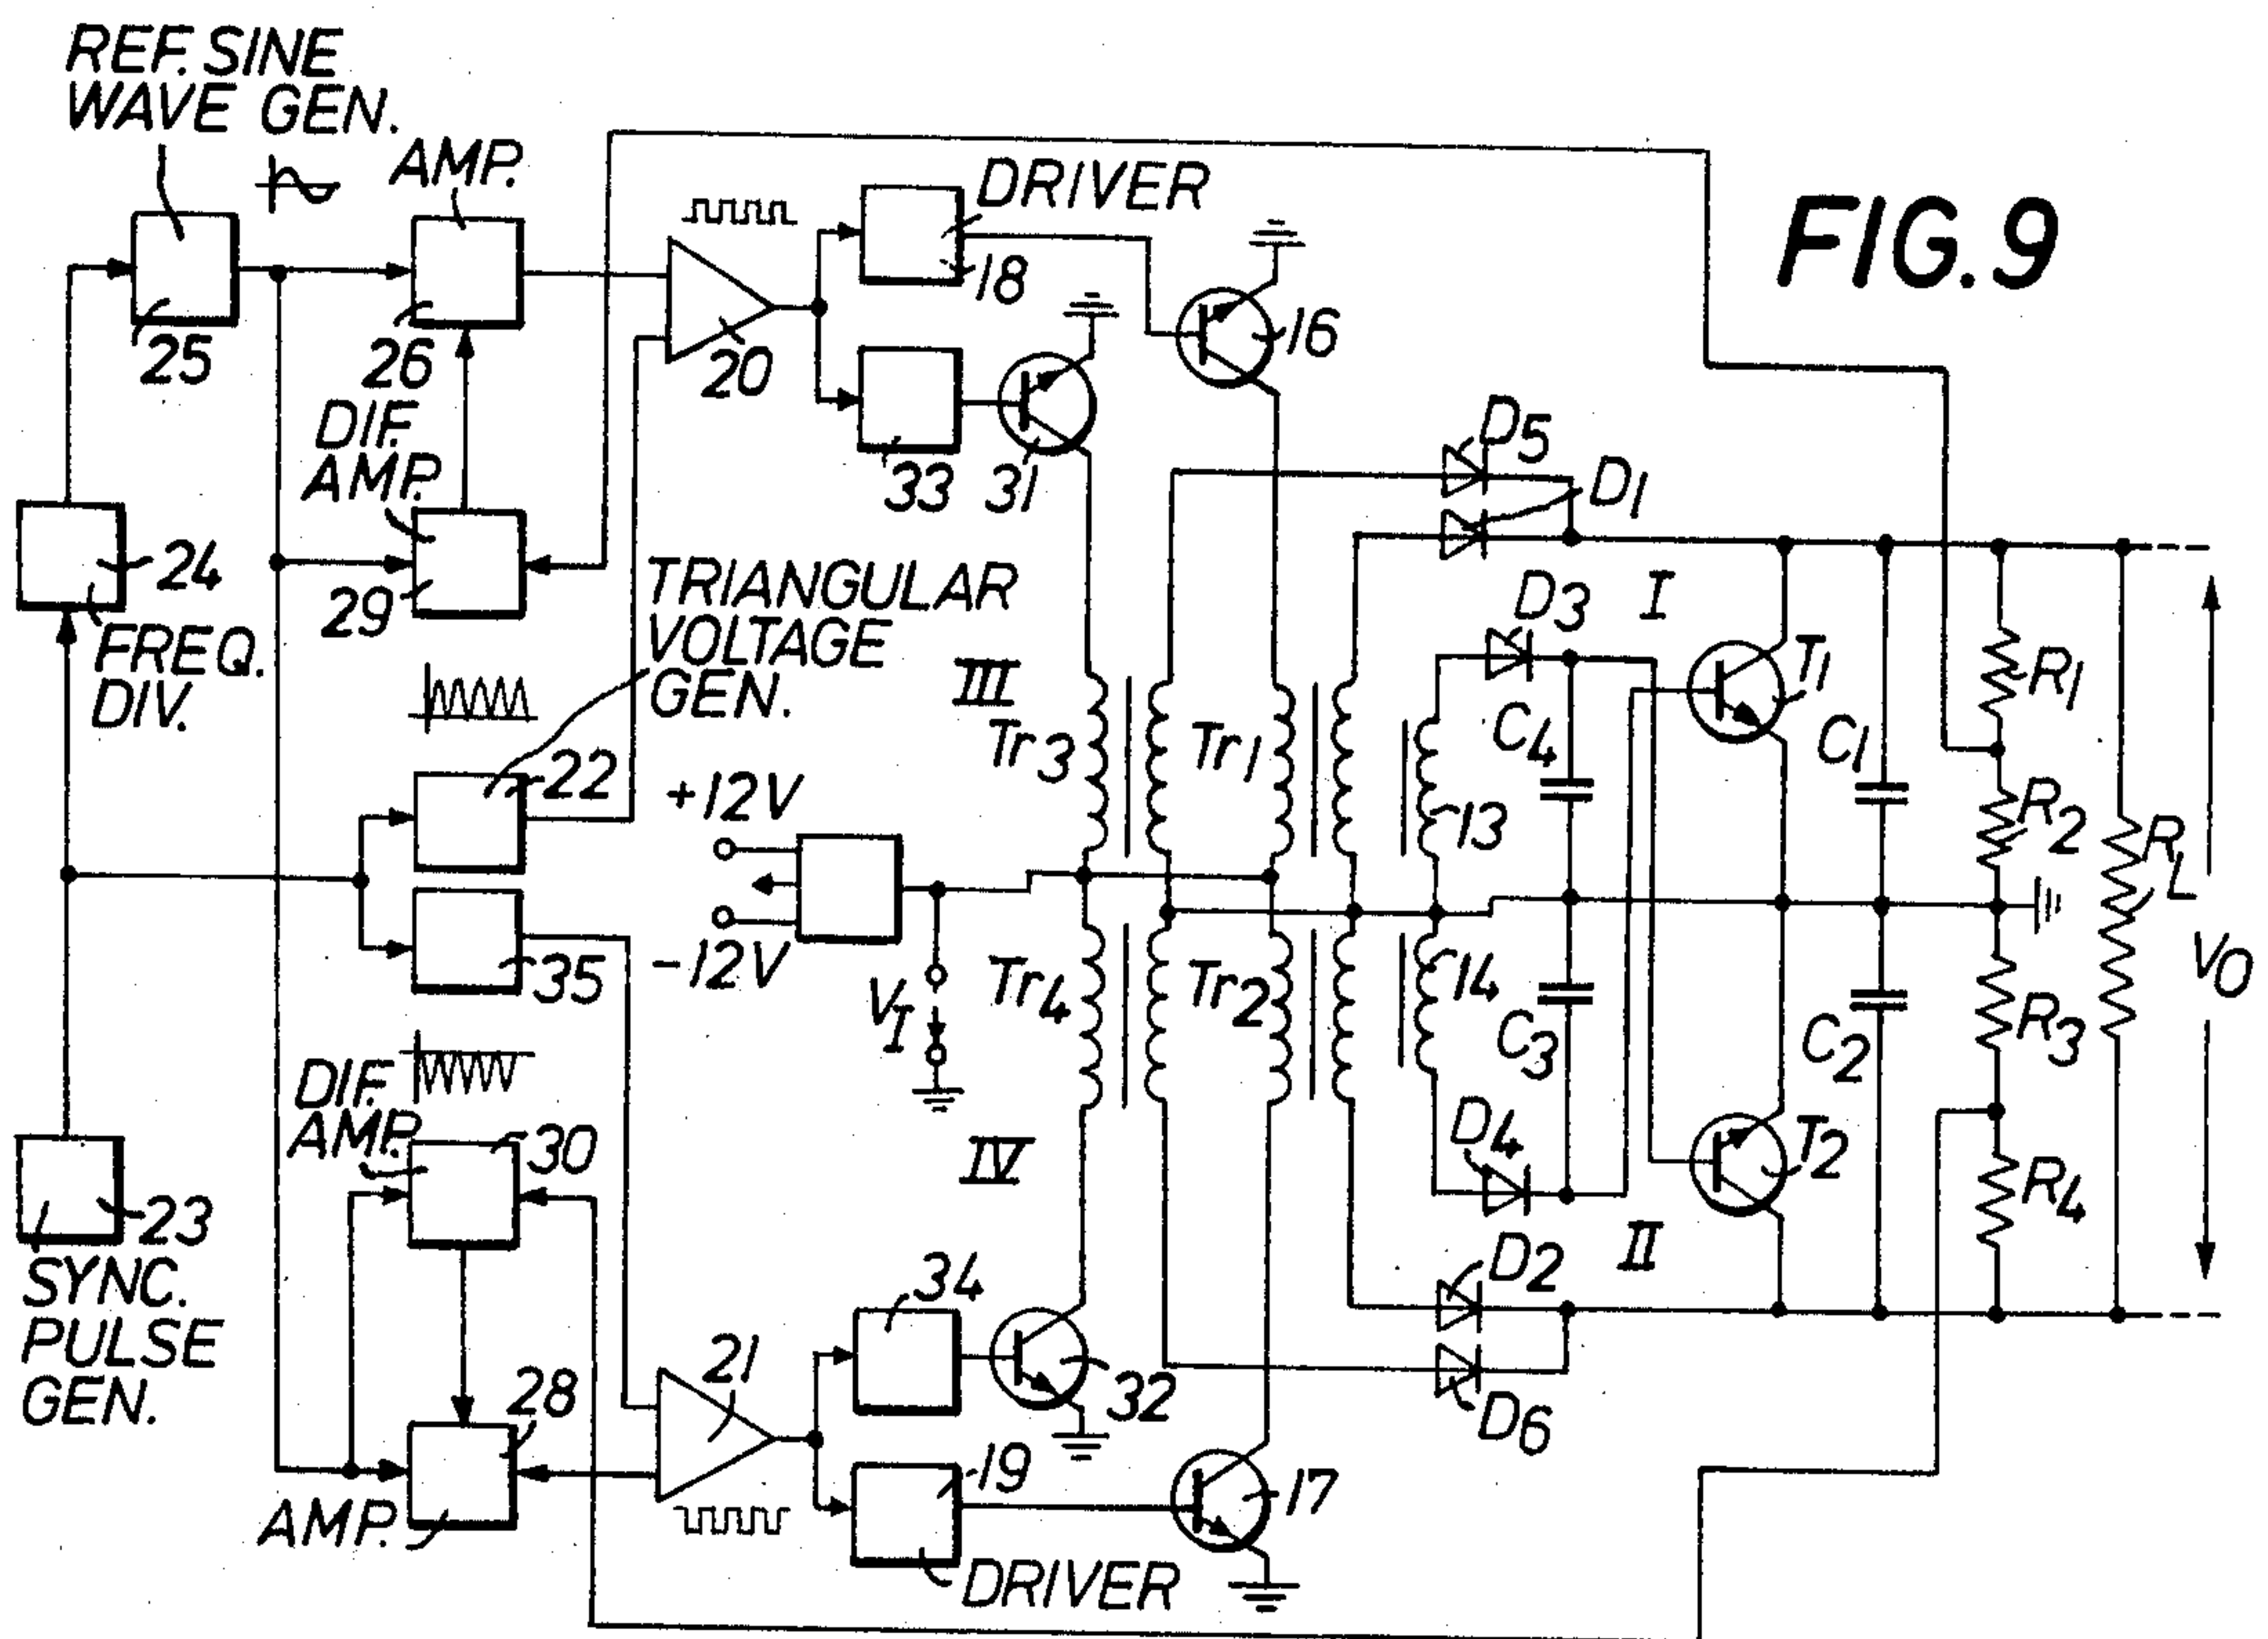 REF. SINE
WAVE GEN.
AMP.
DRIVER
FIG. 9
25
26
20
18
16
DIF.
AMP.
33
31
D5
D1
24
29
FREQ.
DIV.
TRIANGULAR
VOLTAGE
GEN.
III
D3
I
T1
R1
Tr3
Tr1
C4
C1
22
+12V
13
R2
RL
35
-12V
VI
Tr4
Tr2
14
C3
R3
C2
VO
DIF.
AMP.
30
IV
D4
T2
R4
23
SYNC.
PULSE
GEN.
34
D2
II
21
28
32
D6
AMP.
19
17
DRIVER